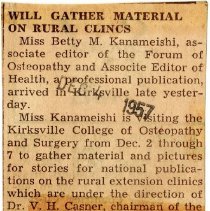 WILL GATHER MATERIAL
ON RURAL CLINCS
Miss Betty M. Kanameishi, as-
sociate editor of the Forum of
Osteopathy and Associte Editor of
Health, a professional publication,
arrived in Kirksville late yester-
day.
1957
Miss Kanameishi is visiting the
Kirksville College of Osteopathy
and Surgery from Dec. 2 through
7 to gather material and pictures
for stories for national publi-
cations on the rural extension clinics
which are under the direction of
Dr. V. H. Casner, chairman of the